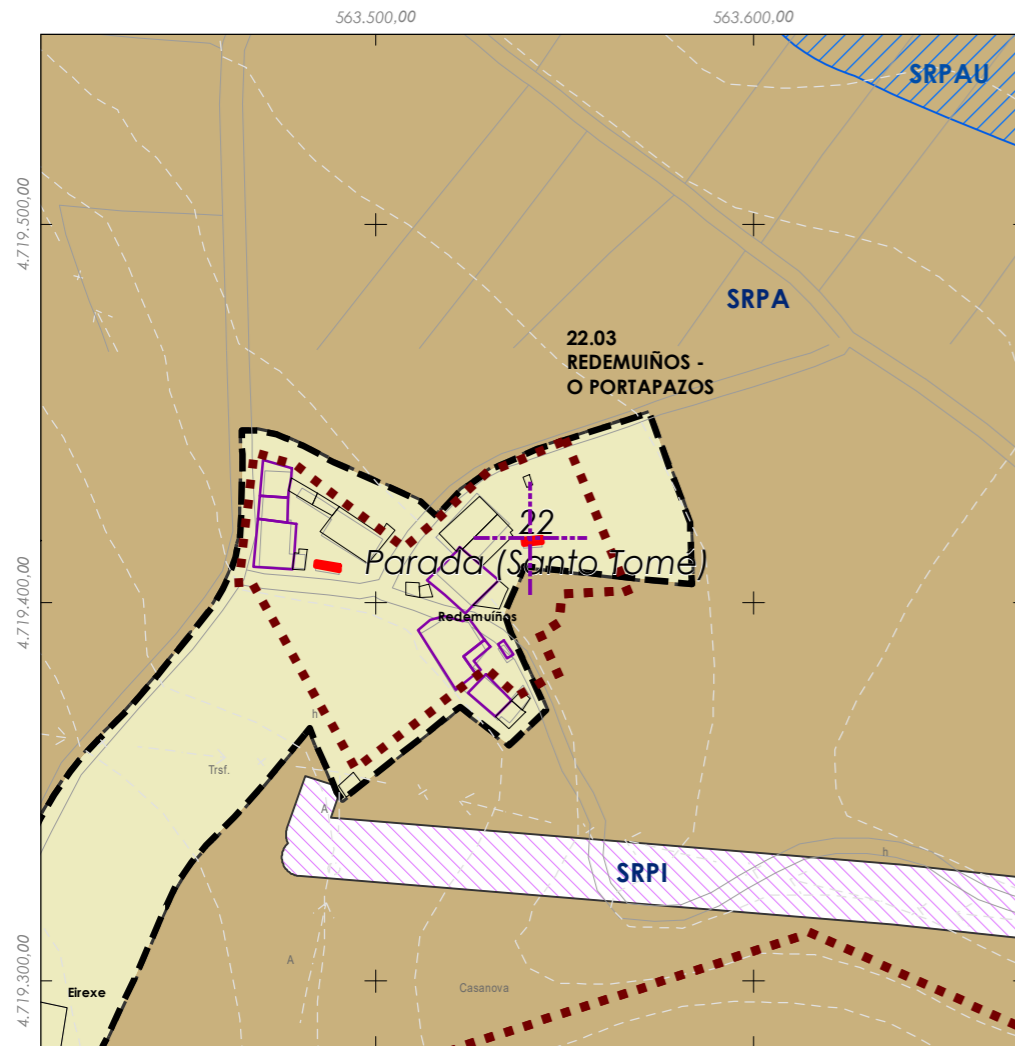 563.500,00
563.600,00
SRPAU
4.719.500,00
SRPA
22.03
REDEMUIÑOS -
O PORTAPAZOS
22
Parada (Santo Tomé)
4.719.400,00
Redemuíños
h
Trsf.
A
h
SRPI
A
4.719.300,00
Casanova
Eirexe